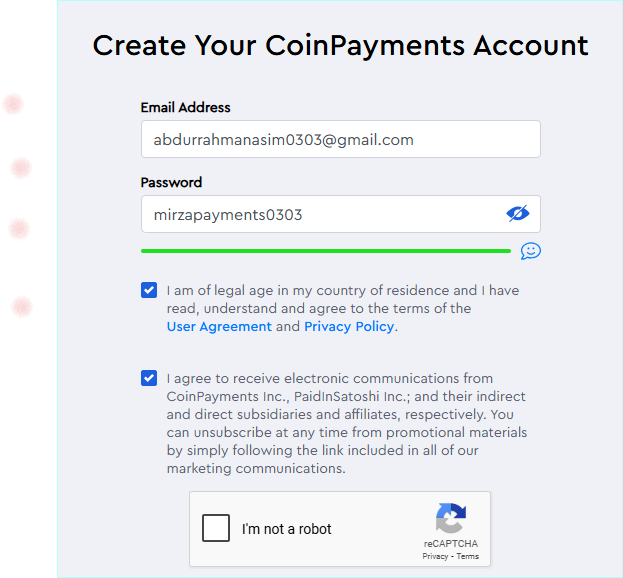 Create Your CoinPayments Account
Email Address
abdurrahmanasim0303@gmail.com
Password
mirzapayments0303
I am of legal age in my country of residence and I have
read, understand and agree to the terms of the
User Agreement and Privacy Policy.
I agree to receive electronic communications from
CoinPayments Inc., PaidInSatoshi Inc.; and their indirect
and direct subsidiaries and affiliates, respectively. You
can unsubscribe at any time from promotional materials
by simply following the link included in all of our
marketing communications.
I'm not a robot
reCAPTCHA
Privacy - Terms